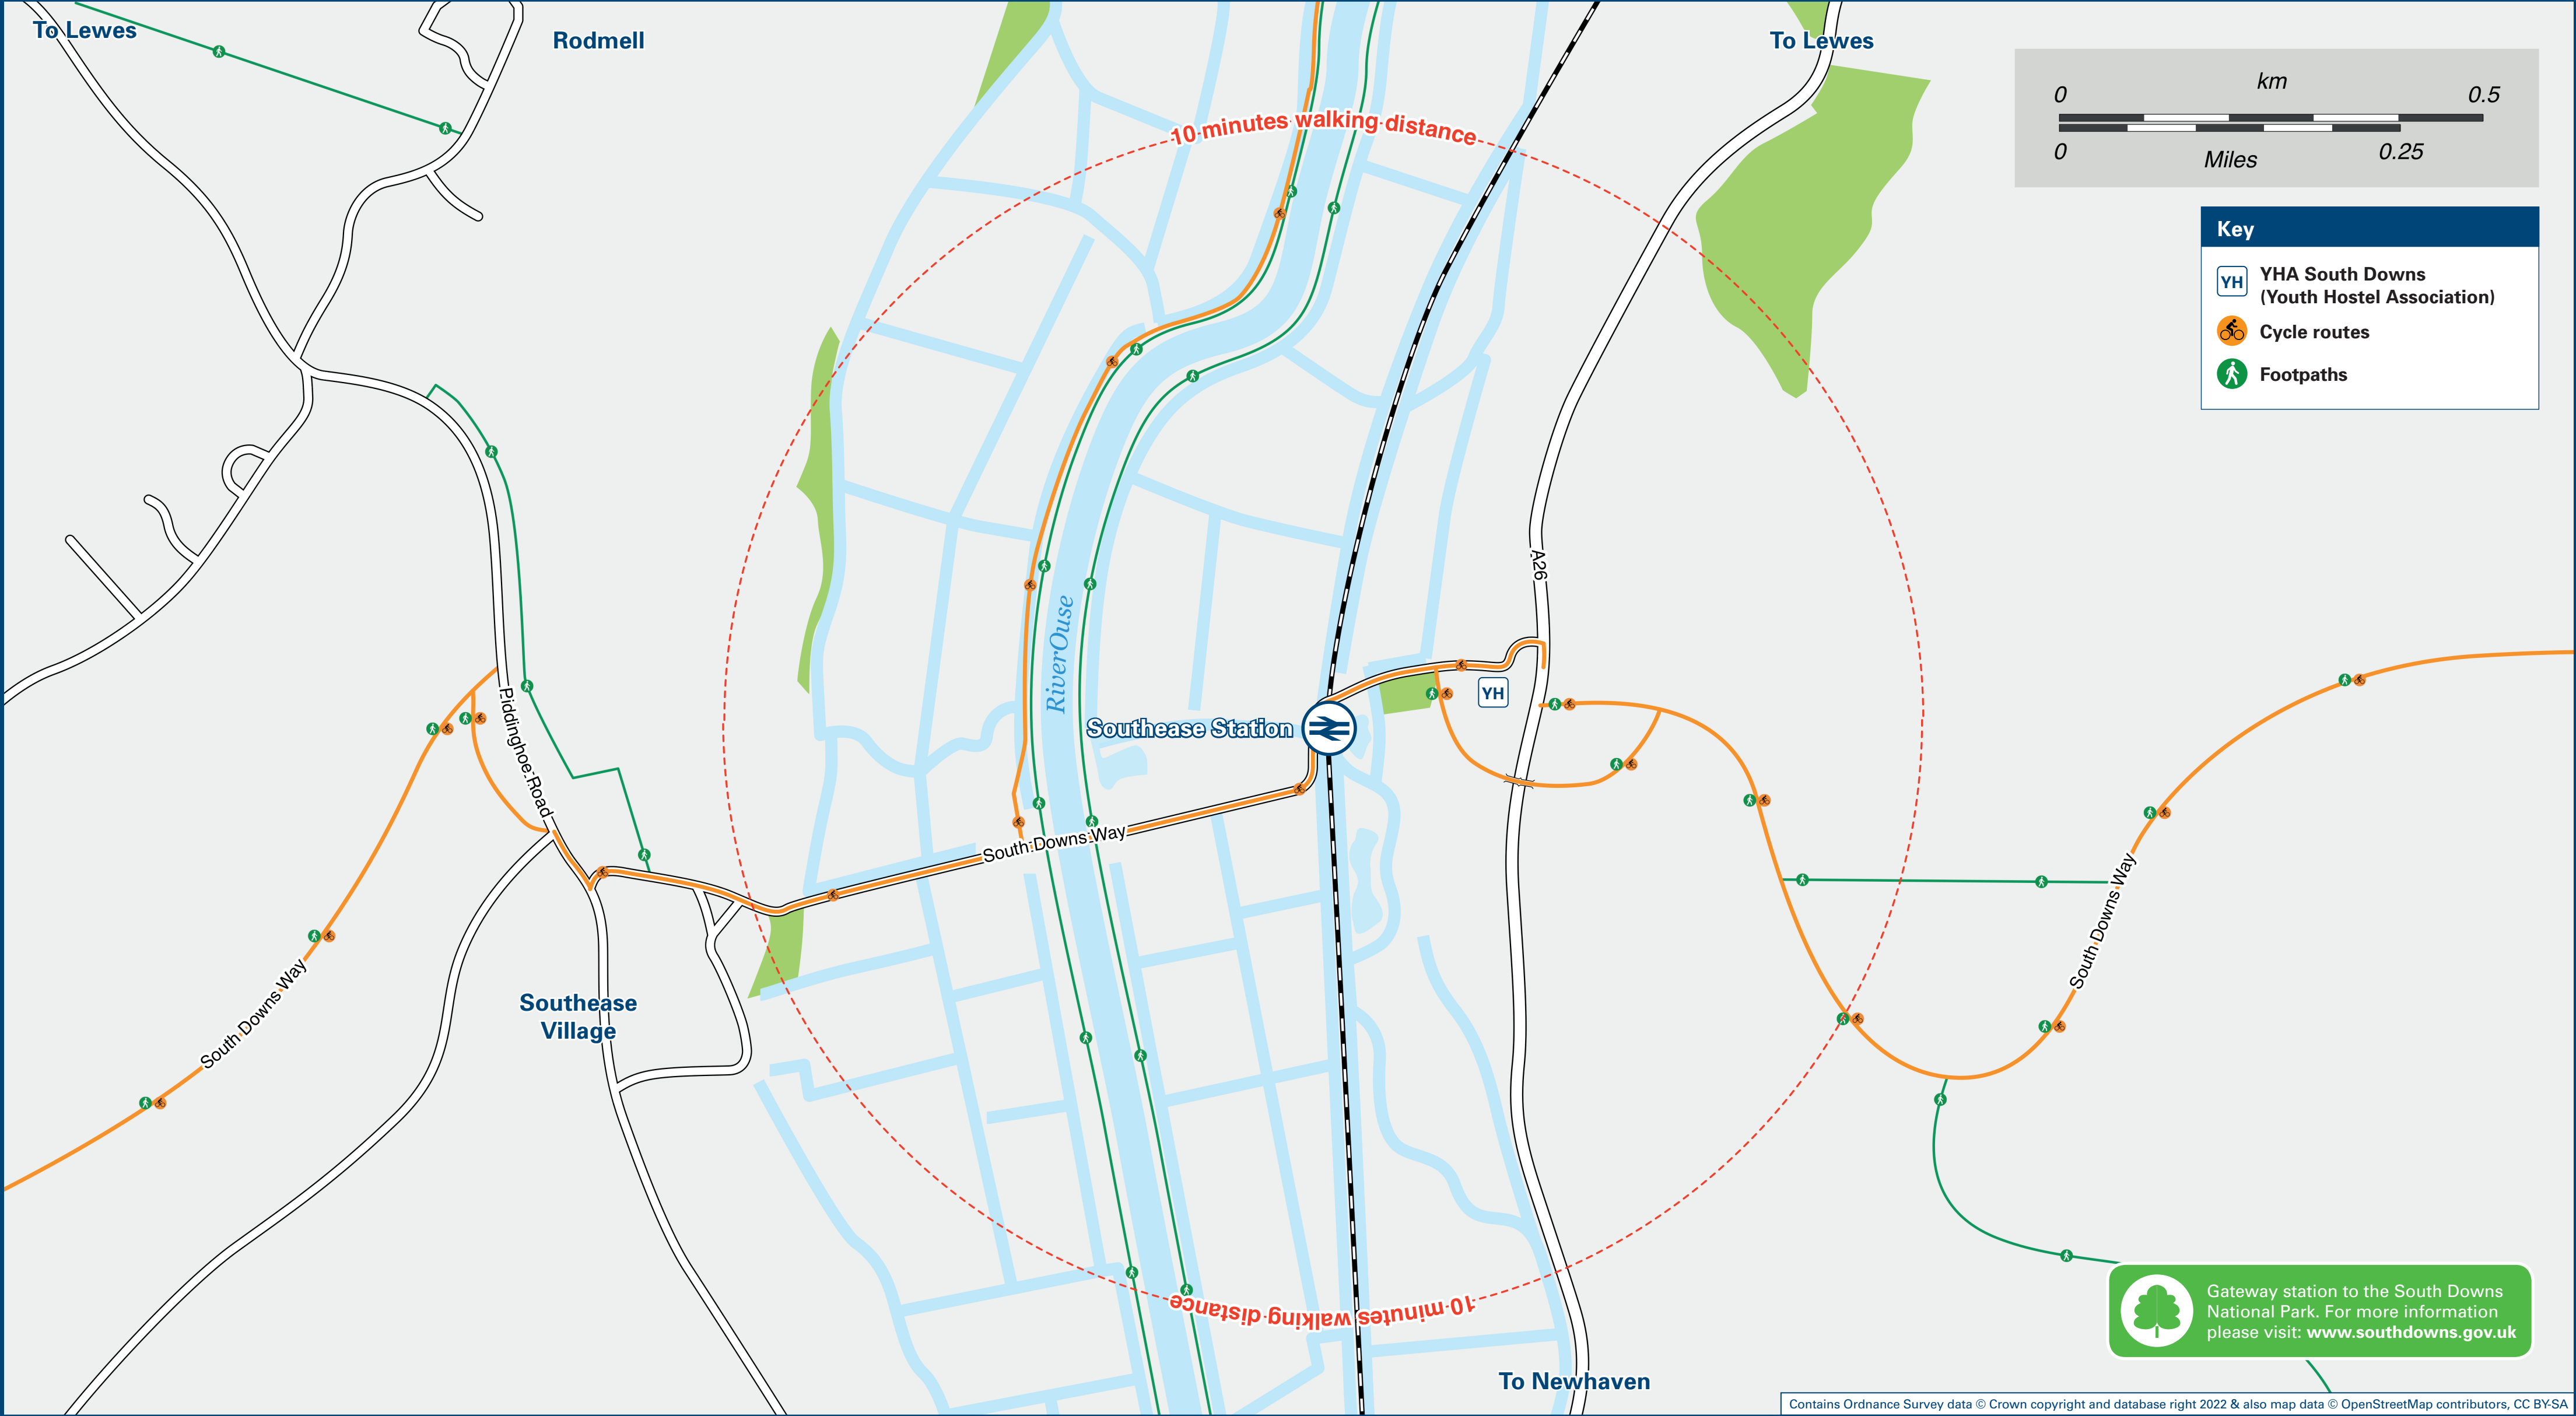 To Lewes
Rodmell
To Lewes
km
0
0.5
0
Miles
0.25
Key
YH
YHA South Downs
(Youth Hostel Association)
Cycle routes
Footpaths
10 minutes walking distance
A26
River Ouse
YH
Southease Station
Piddinghoe Road
South Downs Way
South Downs Way
South Downs Way
Southease
Village
10 minutes walking distance
To Newhaven
Gateway station to the South Downs
National Park. For more information
please visit: www.southdowns.gov.uk
Contains Ordnance Survey data © Crown copyright and database right 2022 & also map data © OpenStreetMap contributors, CC BY-SA